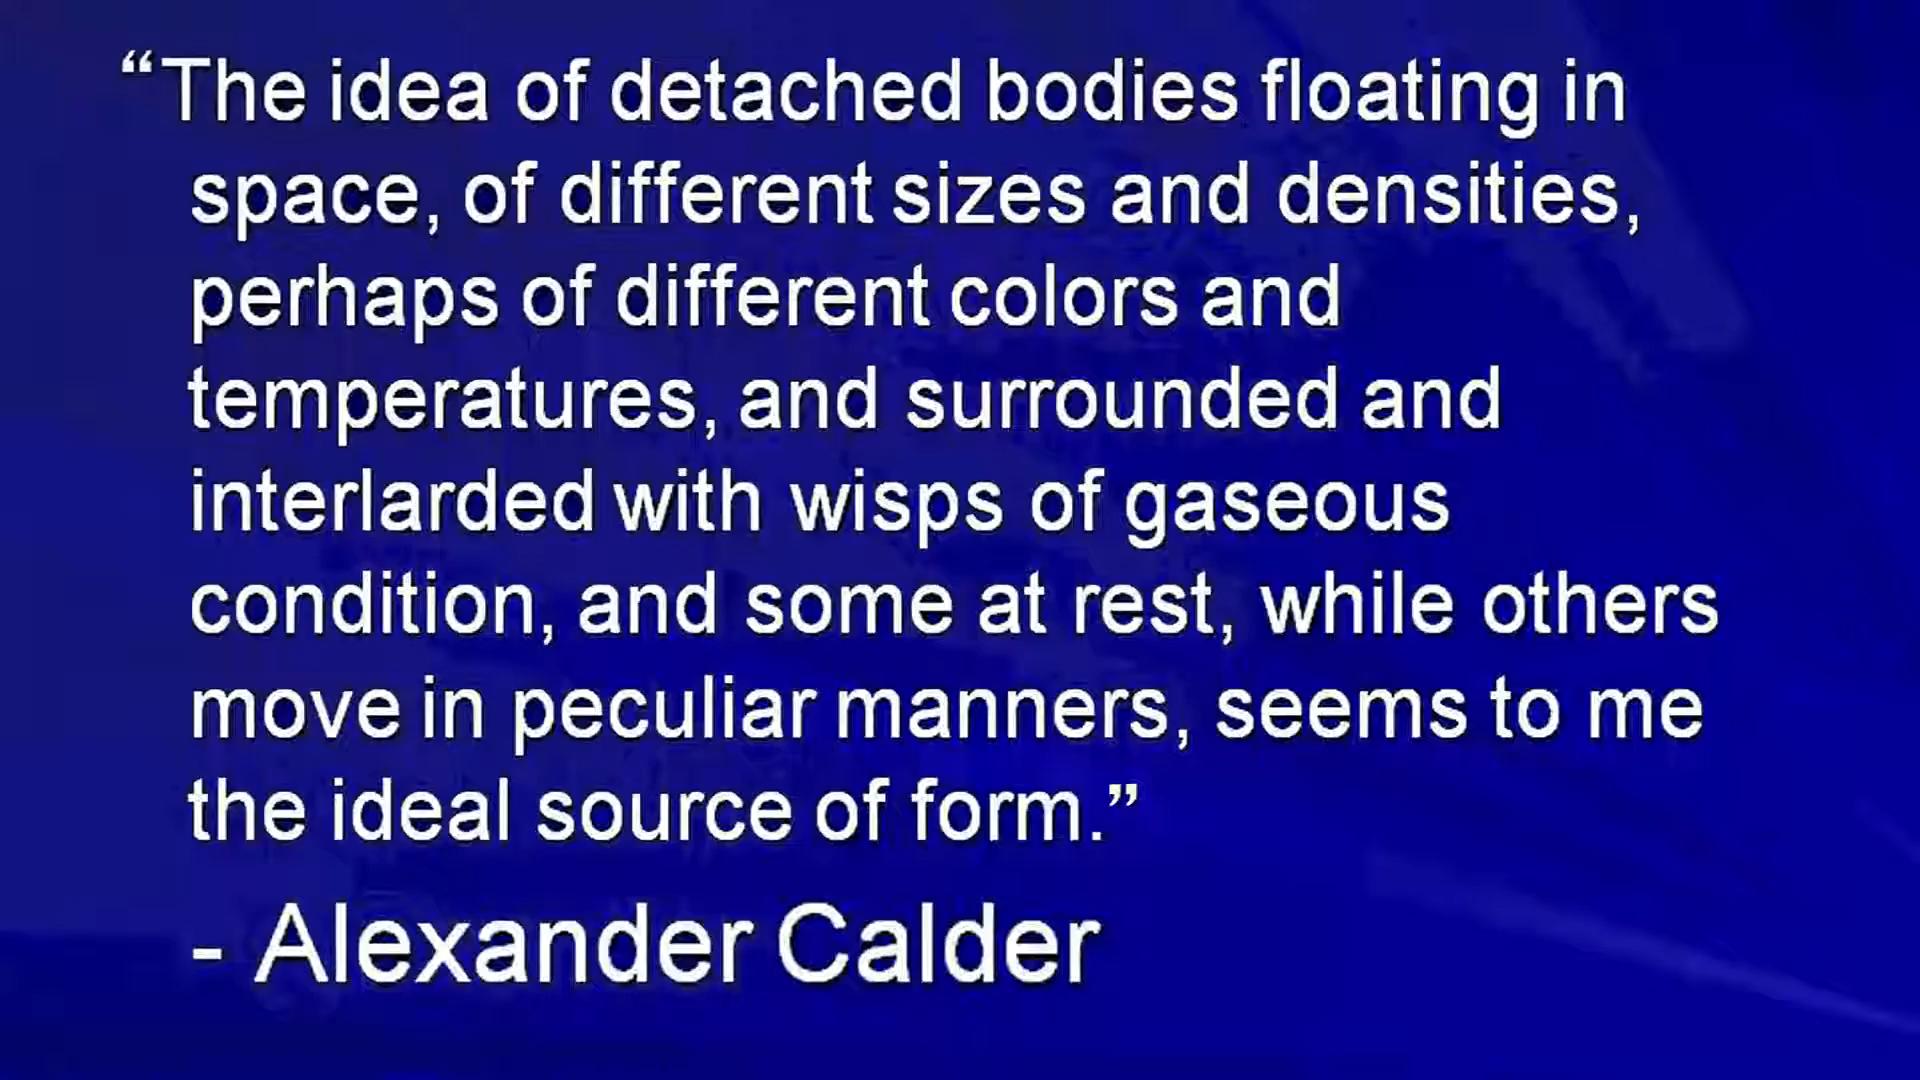 “The idea of detached bodies floating in
space, of different sizes and densities,
perhaps of different colors and
temperatures, and surrounded and
interlarded with wisps of gaseous
condition, and some at rest, while others
move in peculiar manners, seems to me
the ideal source of form.”
- Alexander Calder